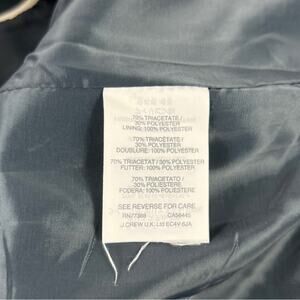 70% TRIACETATE /
30% POLYESTER
LINING: 100% POLYESTER
70% TRIACÉTATE /
30% POLYESTER
DOUBLURE: 100% POLYESTER
70% TRIACETAT / 30% POLYESTER
FUTTER: 100% POLYESTER
70% TRIACETATO /
30% POLIESTERE
FODERA: 100% POLIESTERE
SEE REVERSE FOR CARE
RN77388 CA56445
J.CREW U.K. Ltd EC4V 6JA